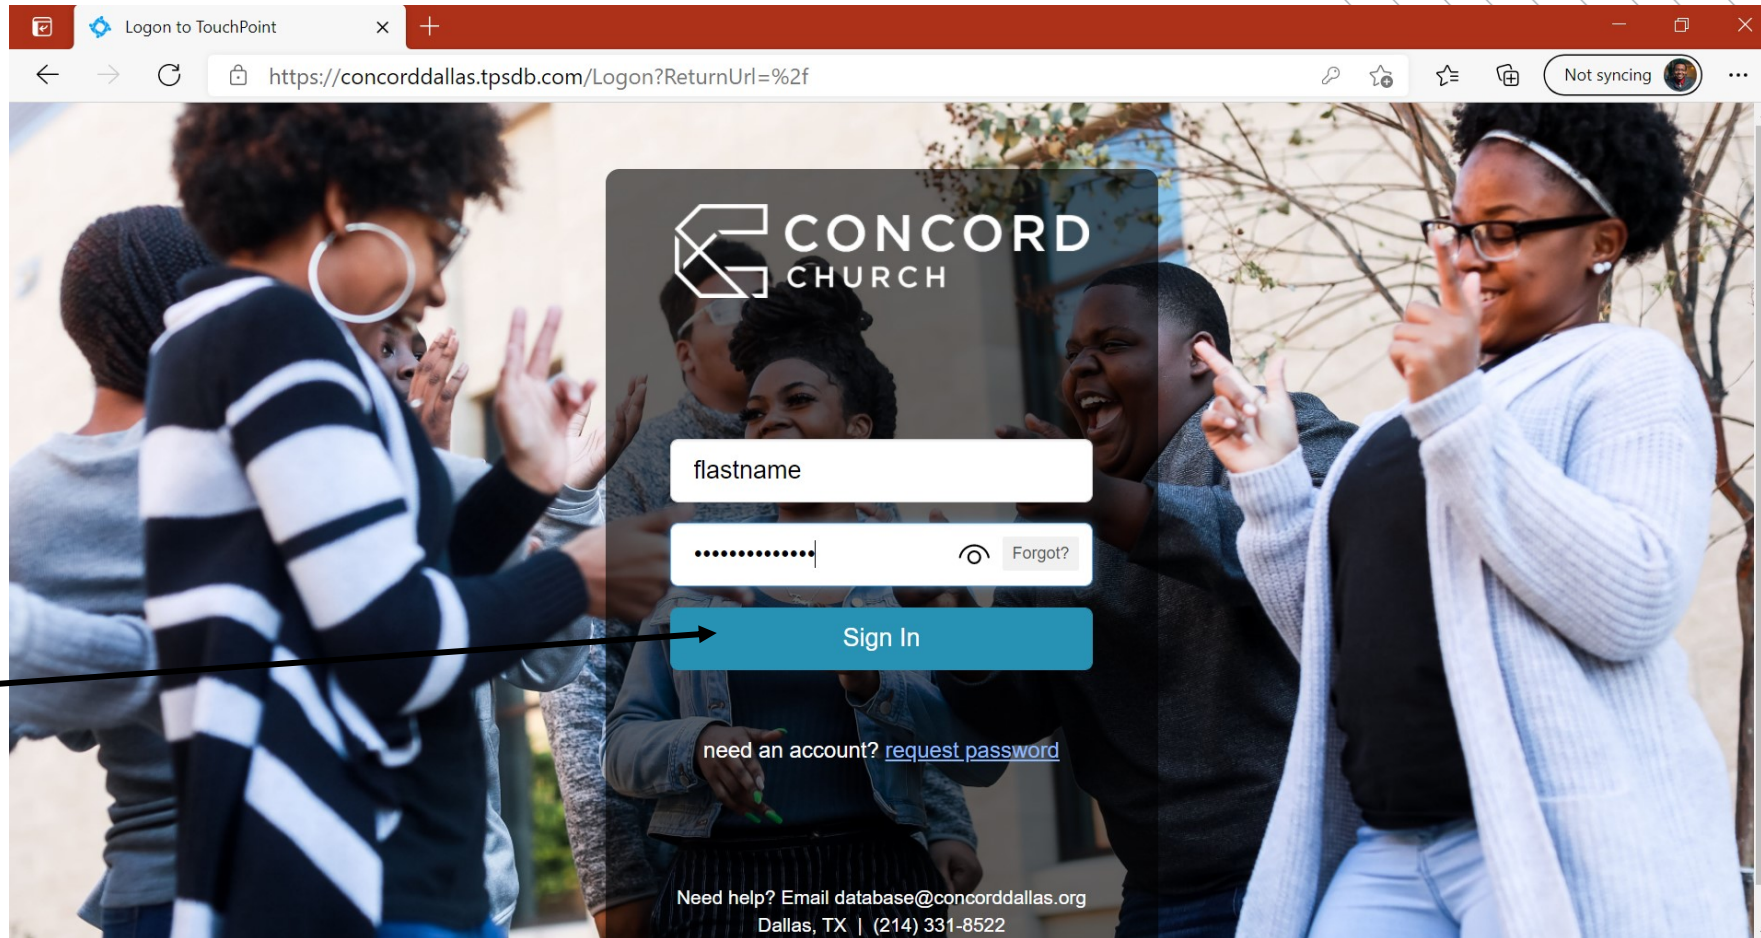 Logon to TouchPoint
https://concorddallas.tpsdb.com/Logon?ReturnUrl=%2f
Not syncing
CONCORD
CHURCH
flastname
••••••••••••••
Forgot?
Sign In
need an account? request password
Need help? Email database@concorddallas.org
Dallas, TX | (214) 331-8522